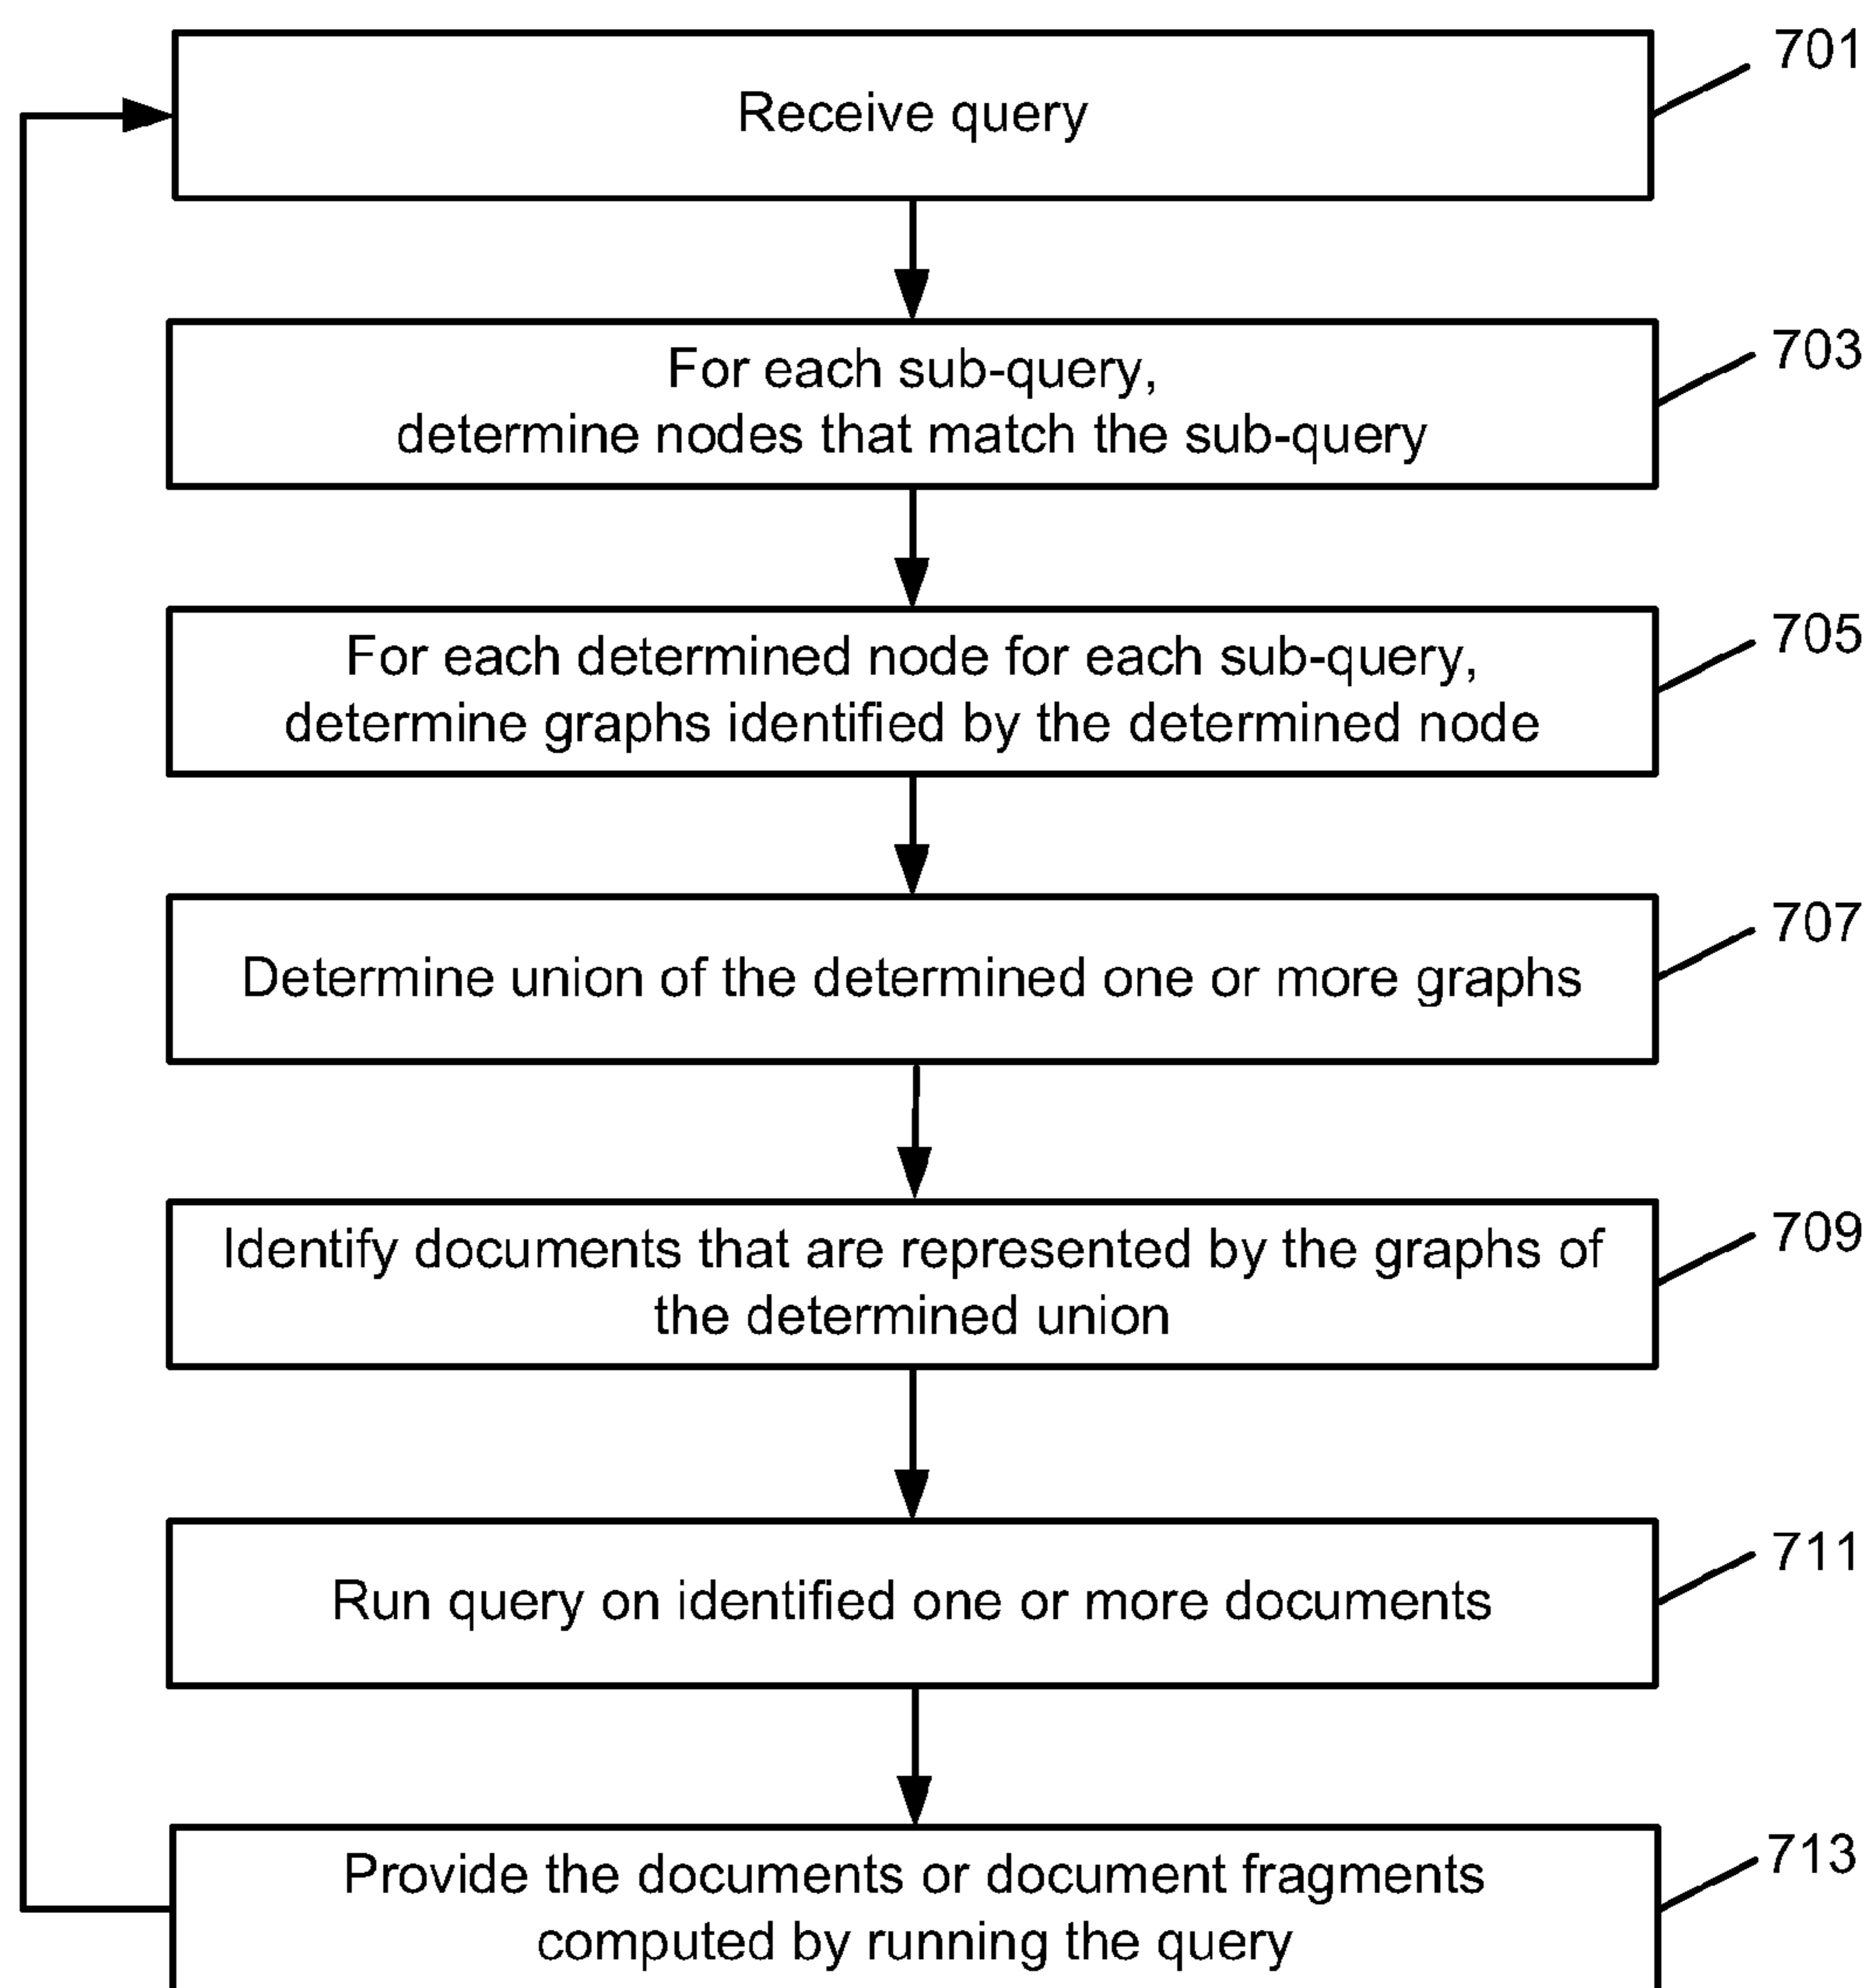 701
Receive query
703
For each sub-query,
determine nodes that match the sub-query
705
For each determined node for each sub-query,
determine graphs identified by the determined node
707
Determine union of the determined one or more graphs
709
Identify documents that are represented by the graphs of
the determined union
711
Run query on identified one or more documents
713
Provide the documents or document fragments
computed by running the query